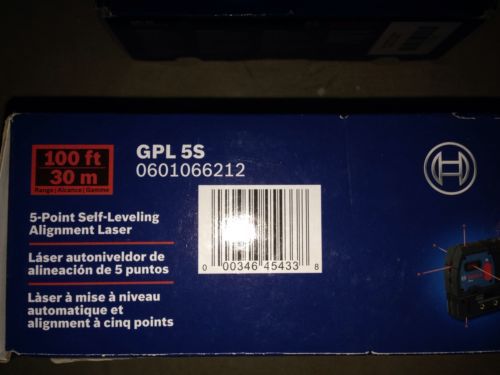 100 ft
30 m
Range | Alcance | Gamme
GPL 5S
0601066212
5-Point Self-Leveling
Alignment Laser
Láser autoniveldor de
alineación de 5 puntos
Làser à mise à niveau
automatique et
alignment à cinq points
0 00346 45433 8